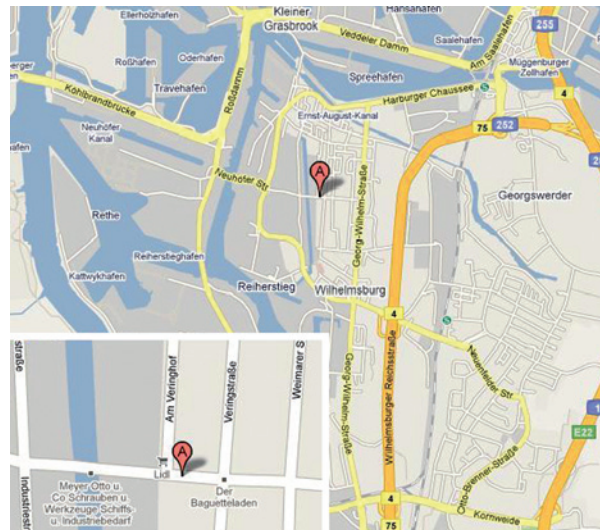 Ellerholzhafen
Kleiner
Grasbrook
Hansahafen
Veddeler Damm
Saalehafen
Am Saalehafen
255
Roßhafen
Oderhafen
Travehafen
Spreehafen
Müggenburger
Zollhafen
4
Köhlbrandbrücke
Roßdamm
Harburger Chaussee
Ernst-August-Kanal
75
252
Neuhöfer
Kanal
Neuhöfer Str
A
Georg-Wilhelm-Straße
Georgswerder
Rethe
Reiherstieghafen
Kattwykhafen
Reiherstieg
Wilhelmsburg
4
Georg-Wilhelm-Straße
Wilhelmsburger Reichsstraße
Neuenfelder Str
Otto-Brenner-Straße
E22
4
75
Kornweide
straße
Am Veringhof
Veringstraße
Weimarer S
A
Lidl
Der
Baguetteladen
Meyer Otto u.
Co Schrauben u.
Werkzeuge Schiffs-
u. Industriebedarf
Industriestr